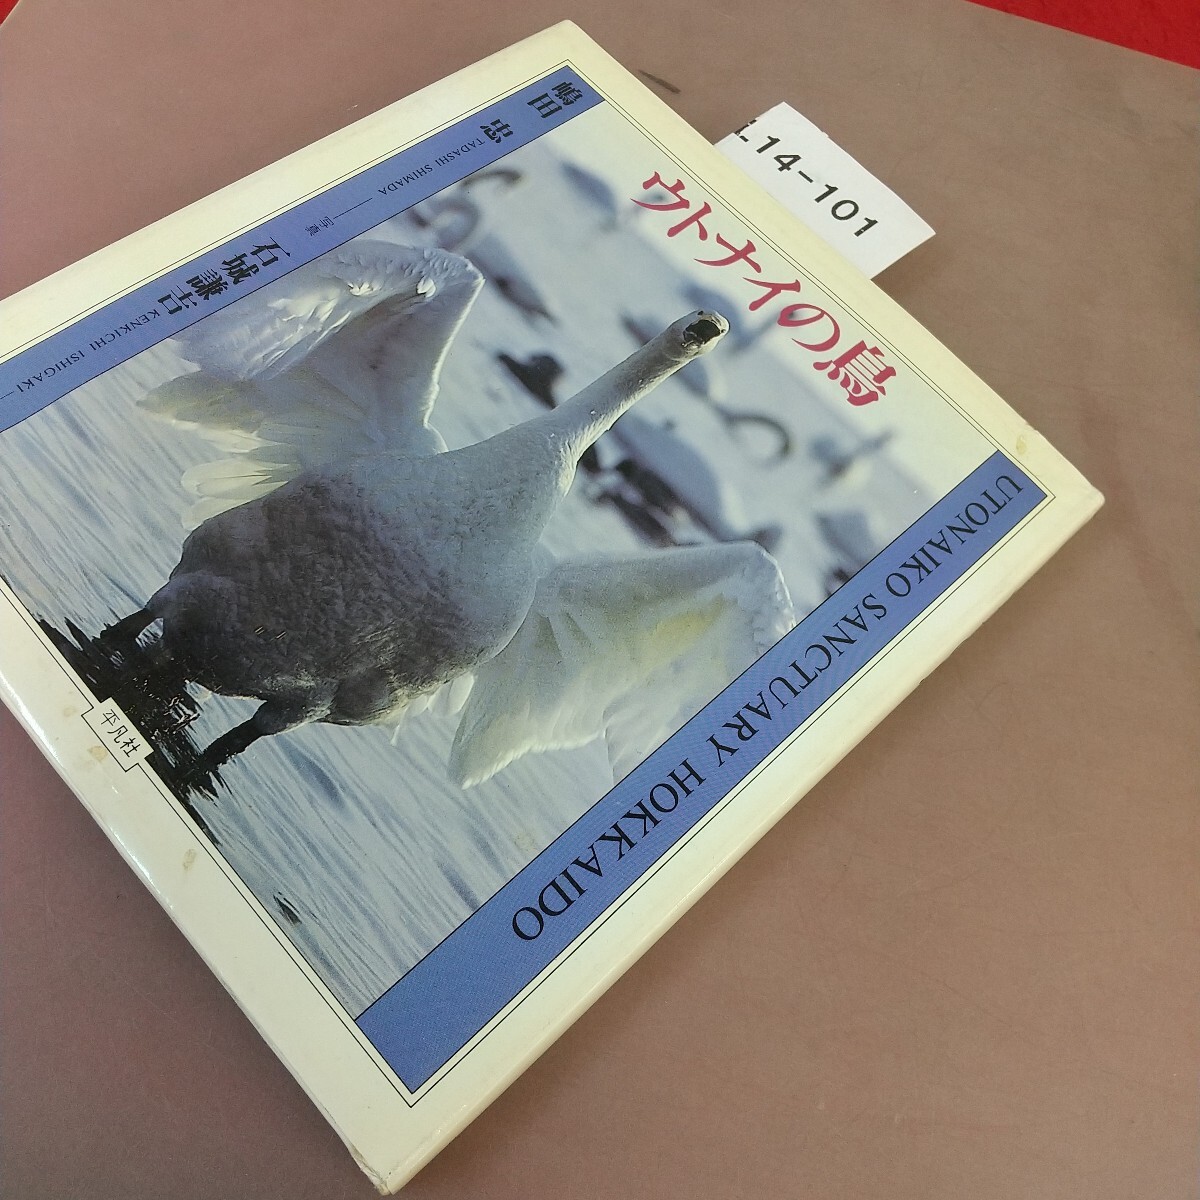 L14-101
ウトナイの鳥
UTONAIKO SANCTUARY HOKKAIDO
嶋田 忠
TADASHI SHIMADA
写真
石城謙吉
KENKICHI ISHIGAKI
平凡社